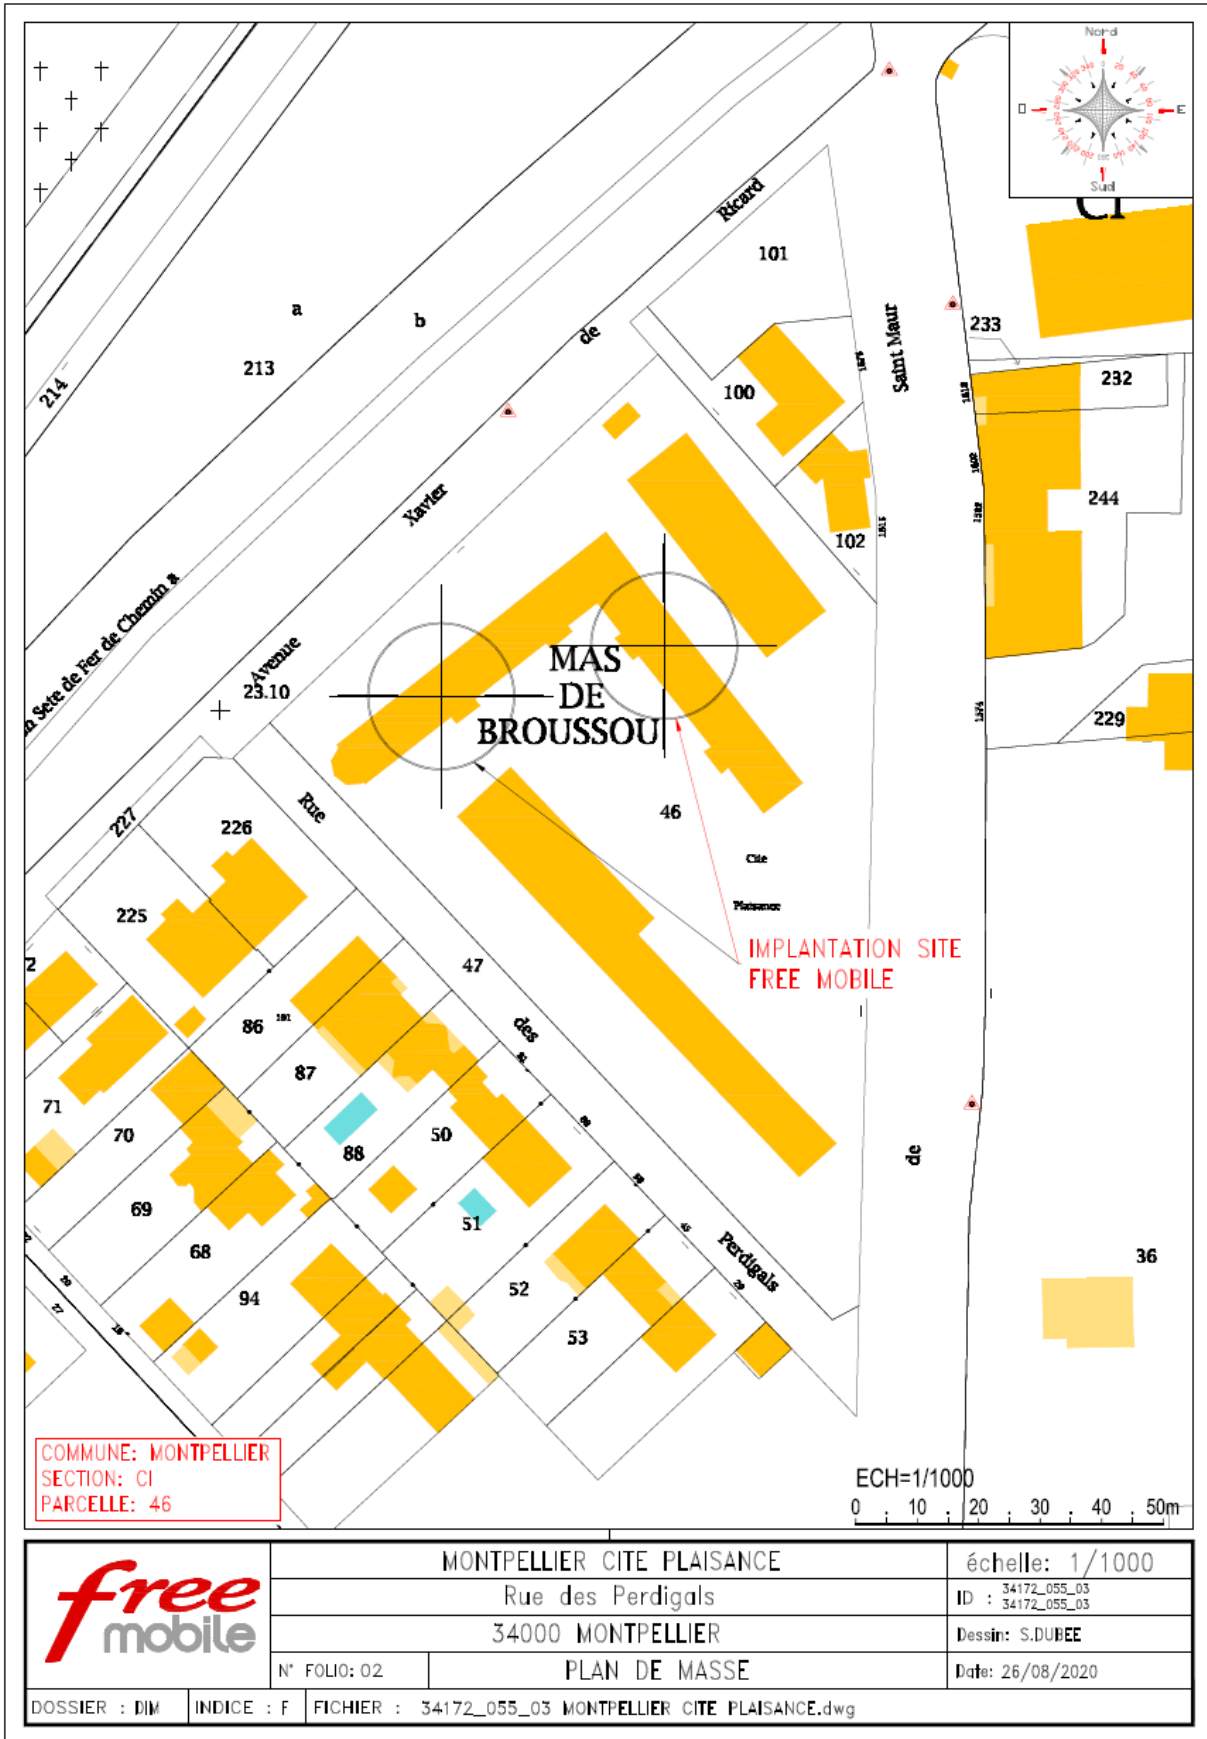 Nord
O
E
Sud
CI
Ricard
101
a
b
de
213
233
Saint Maur
214
100
232
Xavier
244
102
Sete de Fer de Chemin a
Avenue
23.10
MAS
DE
BROUSSOU
229
46
Rue
227
226
Cite
225
Plaisance
IMPLANTATION SITE
FREE MOBILE
47
des
86
87
71
70
50
88
de
69
51
68
Perdigals
36
52
94
53
COMMUNE: MONTPELLIER
SECTION: CI
PARCELLE: 46
ECH=1/1000
0 . 10 . 20 . 30 . 40 . 50m
free
mobile
MONTPELLIER CITE PLAISANCE
échelle: 1/1000
Rue des Perdigals
ID : 34172_055_03
34172_055_03
34000 MONTPELLIER
Dessin: S.DUBEE
N° FOLIO: 02
PLAN DE MASSE
Date: 26/08/2020
DOSSIER : DIM
INDICE : F
FICHIER : 34172_055_03 MONTPELLIER CITE PLAISANCE.dwg